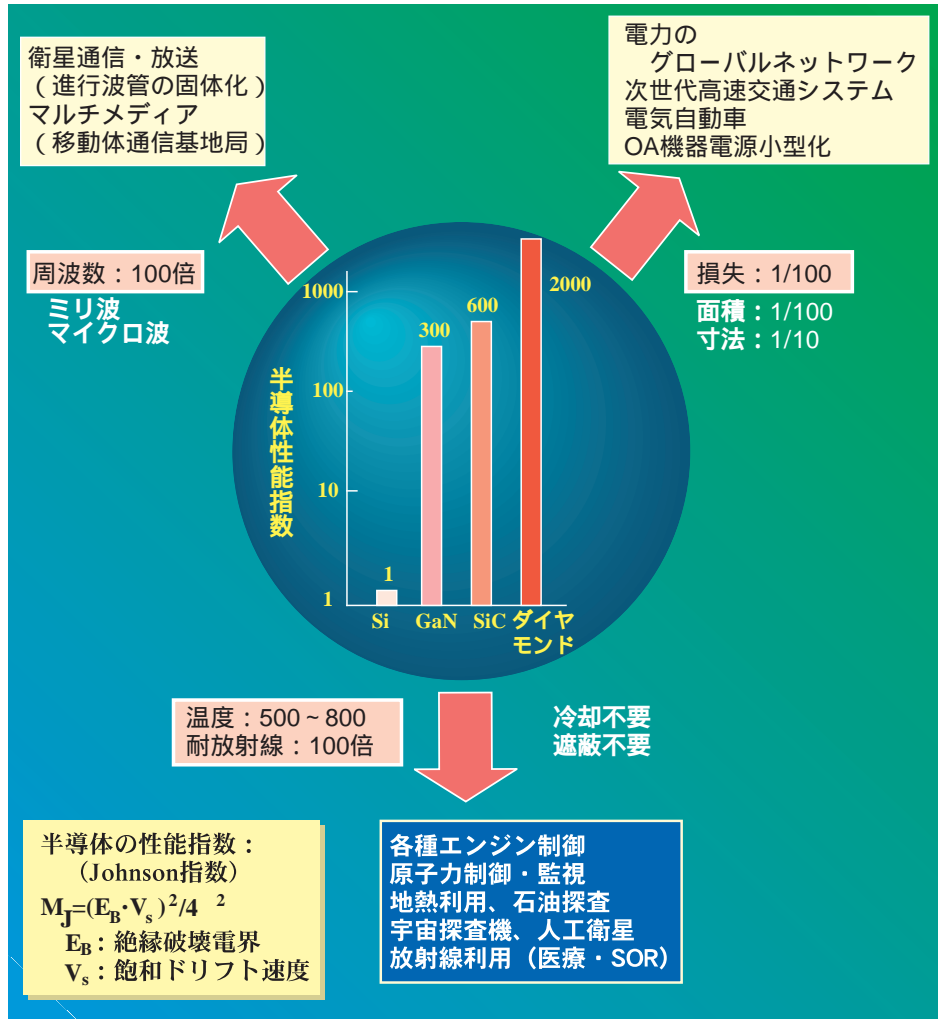 衛星通信・放送
（進行波管の固体化）
マルチメディア
（移動体通信基地局）
電力の
グローバルネットワーク
次世代高速交通システム
電気自動車
OA機器電源小型化
周波数：100倍
ミリ波
マイクロ波
損失：1/100
面積：1/100
寸法：1/10
半導体性能指数
1000
100
10
1
1
300
600
2000
Si
GaN
SiC
ダイヤ
モンド
温度：500～800
耐放射線：100倍
冷却不要
遮蔽不要
半導体の性能指数：
（Johnson指数）
MJ=(EB·Vs)²/4 ²
EB：絶縁破壊電界
Vs：飽和ドリフト速度
各種エンジン制御
原子力制御・監視
地熱利用、石油探査
宇宙探査機、人工衛星
放射線利用（医療・SOR）